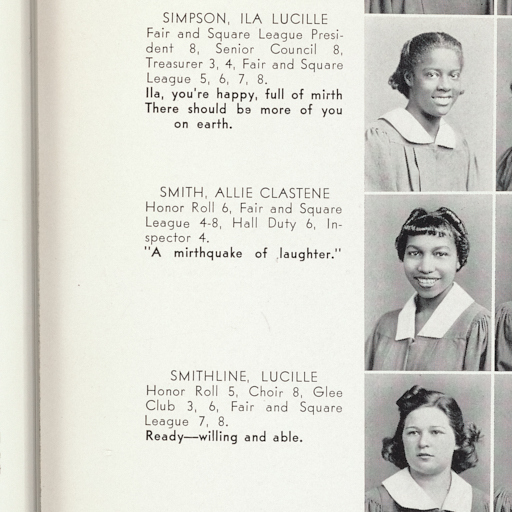 SIMPSON, ILA LUCILLE
Fair and Square League Presi-
dent 8, Senior Council 8,
Treasurer 3, 4, Fair and Square
League 5, 6, 7, 8.
Ila, you're happy, full of mirth
There should be more of you
on earth.
SMITH, ALLIE CLASTENE
Honor Roll 6, Fair and Square
League 4-8, Hall Duty 6, In-
spector 4.
"A mirthquake of laughter."
SMITHLINE, LUCILLE
Honor Roll 5, Choir 8, Glee
Club 3, 6, Fair and Square
League 7, 8.
Ready—willing and able.